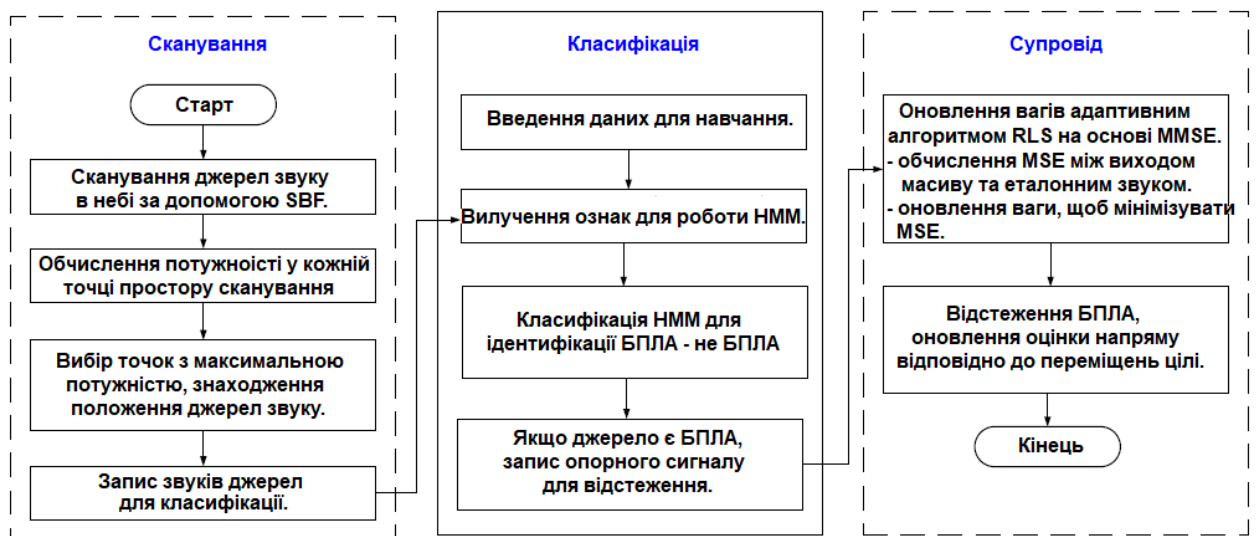 Сканування
Старт
Сканування джерел звуку
в небі за допомогою SBF.
Обчислення потужності у кожній
точці простору сканування
Вибір точок з максимальною
потужністю, знаходження
положення джерел звуку.
Запис звуків джерел
для класифікації.
Класифікація
Введення даних для навчання.
Вилучення ознак для роботи НММ.
Класифікація НММ для
ідентифікації БПЛА - не БПЛА
Якщо джерело є БПЛА,
запис опорного сигналу
для відстеження.
Супровід
Оновлення вагів адаптивним
алгоритмом RLS на основі MMSE.
- обчислення MSE між виходом
масиву та еталонним звуком.
- оновлення ваги, щоб мінімізувати
MSE.
Відстеження БПЛА,
оновлення оцінки напряму
відповідно до переміщень цілі.
Кінець